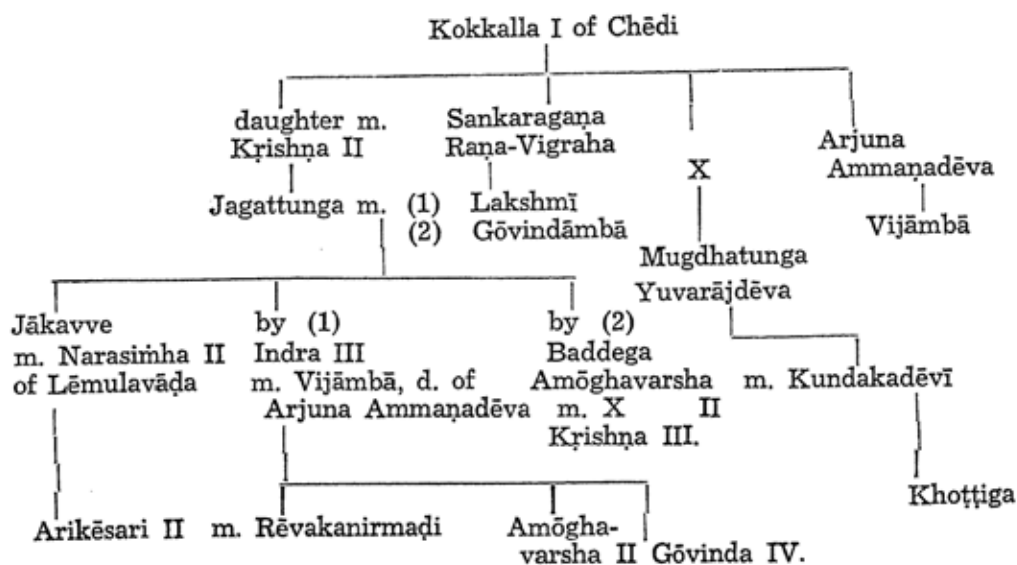 Kokkalla I of Chēdi
daughter m. Sankaragaṇa
Kṛishṇa II Raṇa-Vigraha
Arjuna
X Ammaṇadēva
Jagattunga m. (1) Lakshmī
(2) Gōvindāmbā Vijāmbā
Mugdhatunga
Yuvarājdēva
Jākavve by (1) by (2)
m. Narasiṁha II Indra III Baddega
of Lēmulavāḍa m. Vijāmbā, d. of Amōghavarsha m. Kundakadēvī
Arjuna Ammaṇadēva m. X II
Kṛishṇa III.
Khoṭṭiga
Arikēsari II m. Rēvakanirmaḍi Amōgha-
varsha II Gōvinda IV.